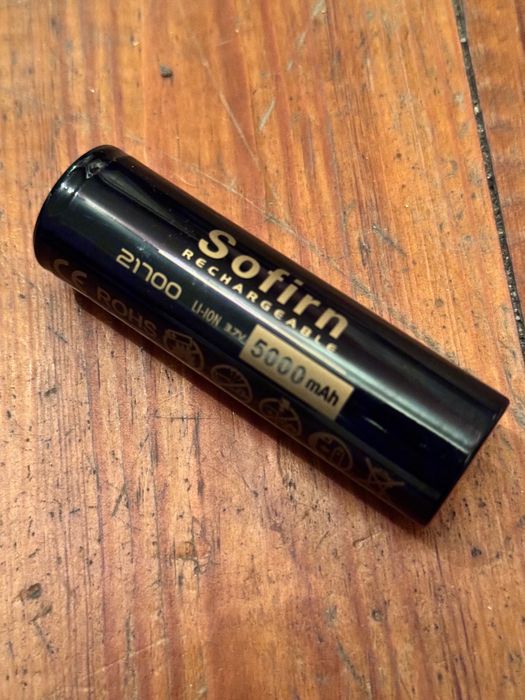 Sofirn
RECHARGEABLE
21700
LI-ION 3.7V
5000mAh
CE ROHS